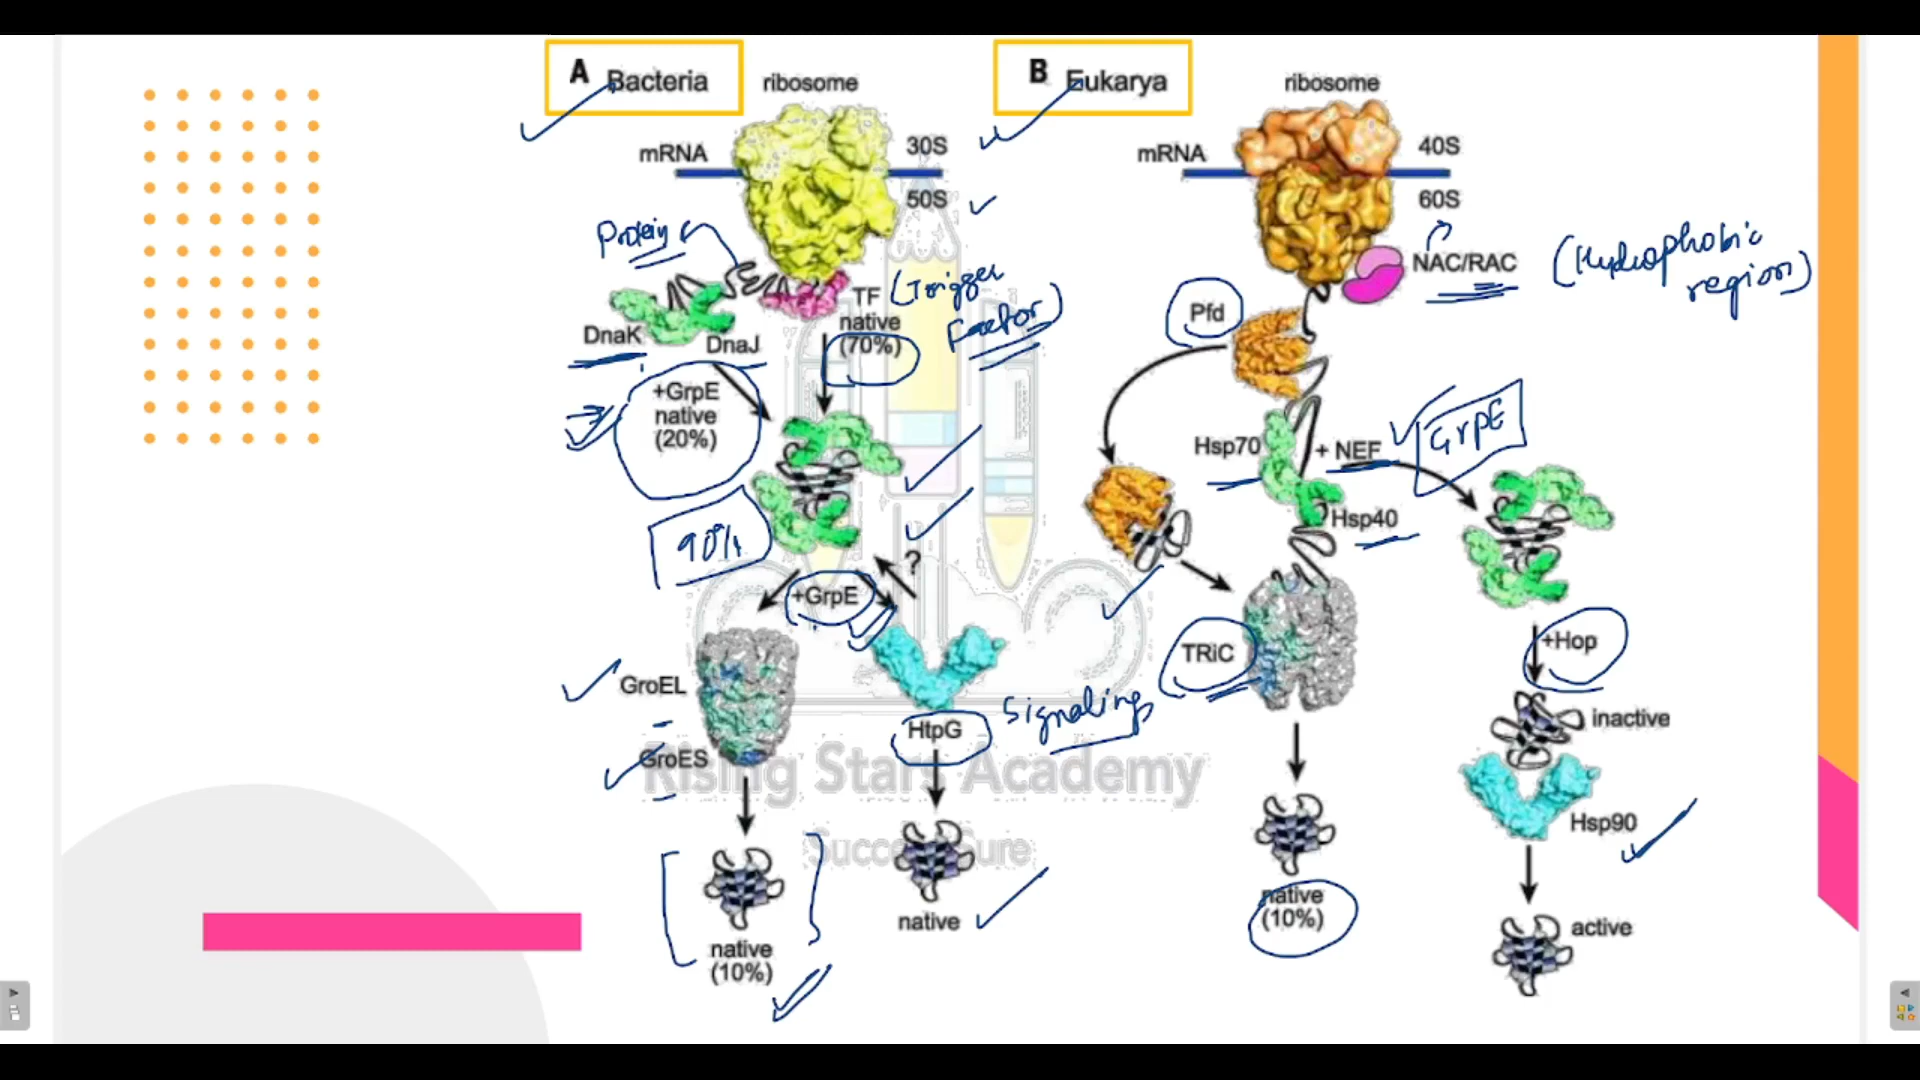 A Bacteria
ribosome
mRNA
30S
50S
Protein
TF
native
(70%)
(Trigger
Factor)
DnaK
DnaJ
+GrpE
native
(20%)
90%
+GrpE
?
GroEL
GroES
HtpG
Signaling
native
(10%)
native
B Eukarya
ribosome
mRNA
40S
60S
NAC/RAC
(Hydrophobic
region)
Pfd
Hsp70
+ NEF
GrpE
Hsp40
TRiC
+Hop
inactive
Hsp90
native
(10%)
active
Rising Stars Academy
Success Sure